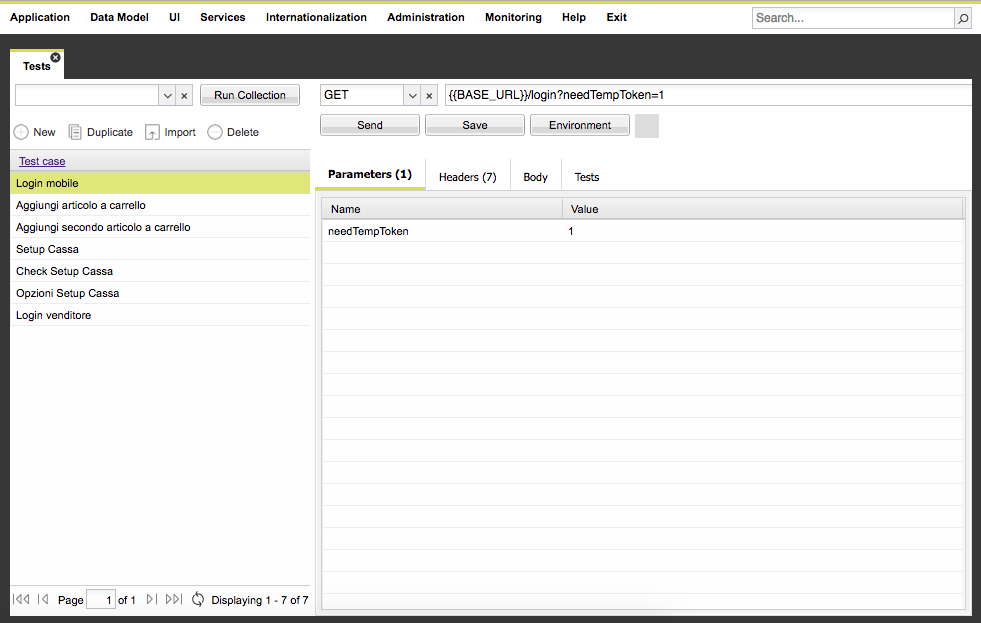 Application Data Model UI Services Internationalization Administration Monitoring Help Exit Search...
Tests
Run Collection GET {{BASE_URL}}/login?needTempToken=1
Send Save Environment
New Duplicate Import Delete
Test case
Login mobile
Aggiungi articolo a carrello
Aggiungi secondo articolo a carrello
Setup Cassa
Check Setup Cassa
Opzioni Setup Cassa
Login venditore
Parameters (1) Headers (7) Body Tests
Name Value
needTempToken 1
Page 1 of 1 Displaying 1 - 7 of 7